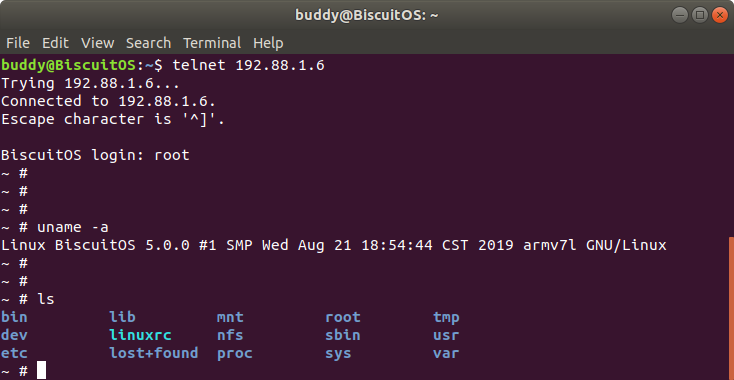 buddy@BiscuitOS: ~
File Edit View Search Terminal Help
buddy@BiscuitOS:~$ telnet 192.88.1.6
Trying 192.88.1.6...
Connected to 192.88.1.6.
Escape character is '^]'.
BiscuitOS login: root
~ #
~ #
~ #
~ # uname -a
Linux BiscuitOS 5.0.0 #1 SMP Wed Aug 21 18:54:44 CST 2019 armv7l GNU/Linux
~ #
~ #
~ # ls
bin lib mnt root tmp
dev linuxrc nfs sbin usr
etc lost+found proc sys var
~ #